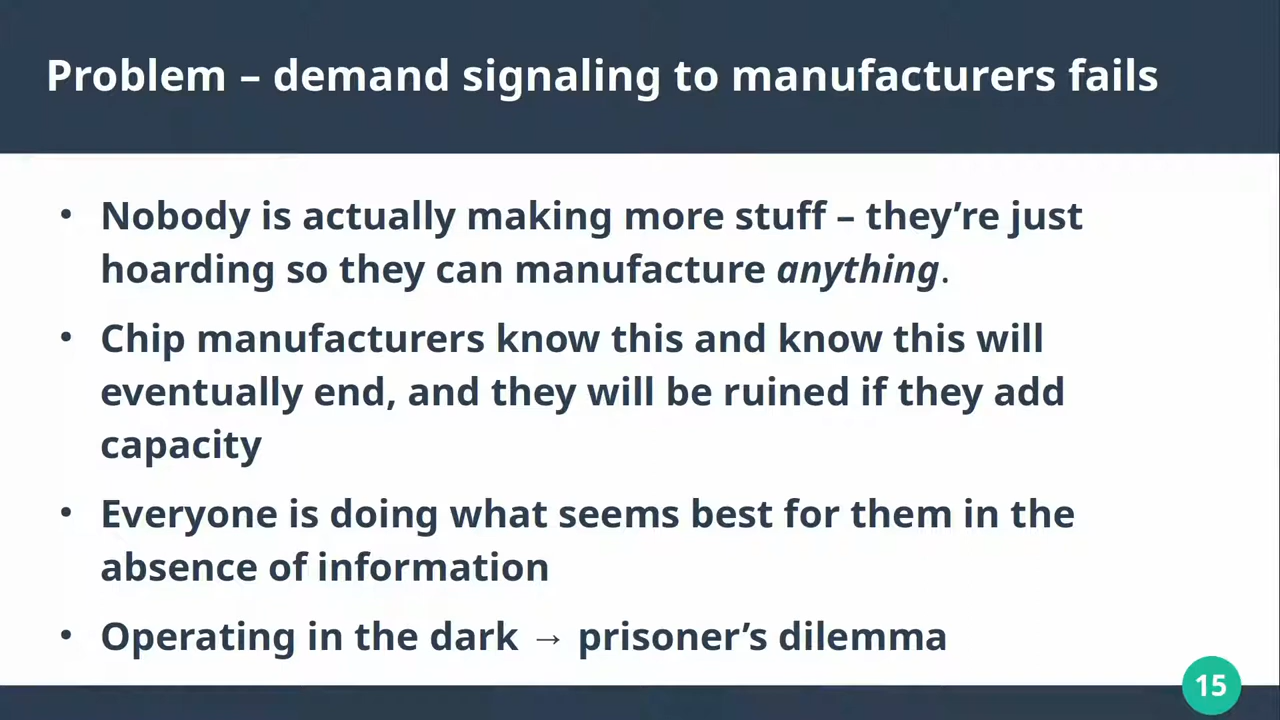 Problem – demand signaling to manufacturers fails
• Nobody is actually making more stuff – they’re just
hoarding so they can manufacture anything.
• Chip manufacturers know this and know this will
eventually end, and they will be ruined if they add
capacity
• Everyone is doing what seems best for them in the
absence of information
• Operating in the dark → prisoner’s dilemma
15